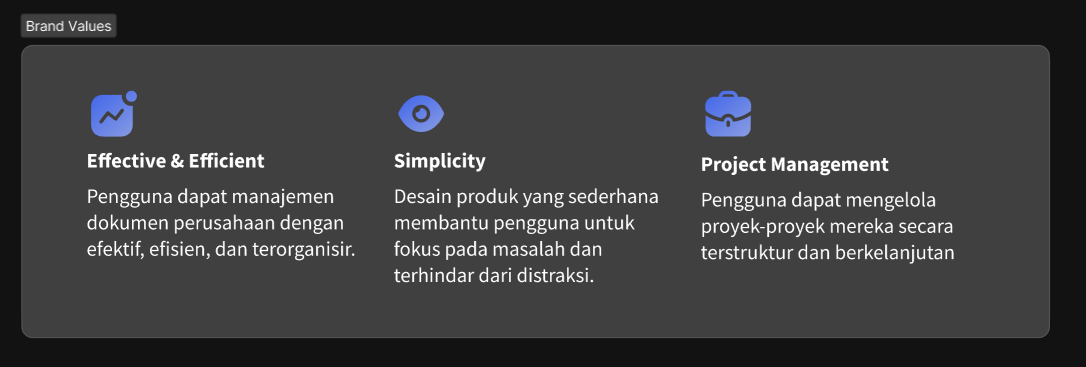 Brand Values
Effective & Efficient
Pengguna dapat manajemen
dokumen perusahaan dengan
efektif, efisien, dan terorganisir.
Simplicity
Desain produk yang sederhana
membantu pengguna untuk
fokus pada masalah dan
terhindar dari distraksi.
Project Management
Pengguna dapat mengelola
proyek-proyek mereka secara
terstruktur dan berkelanjutan